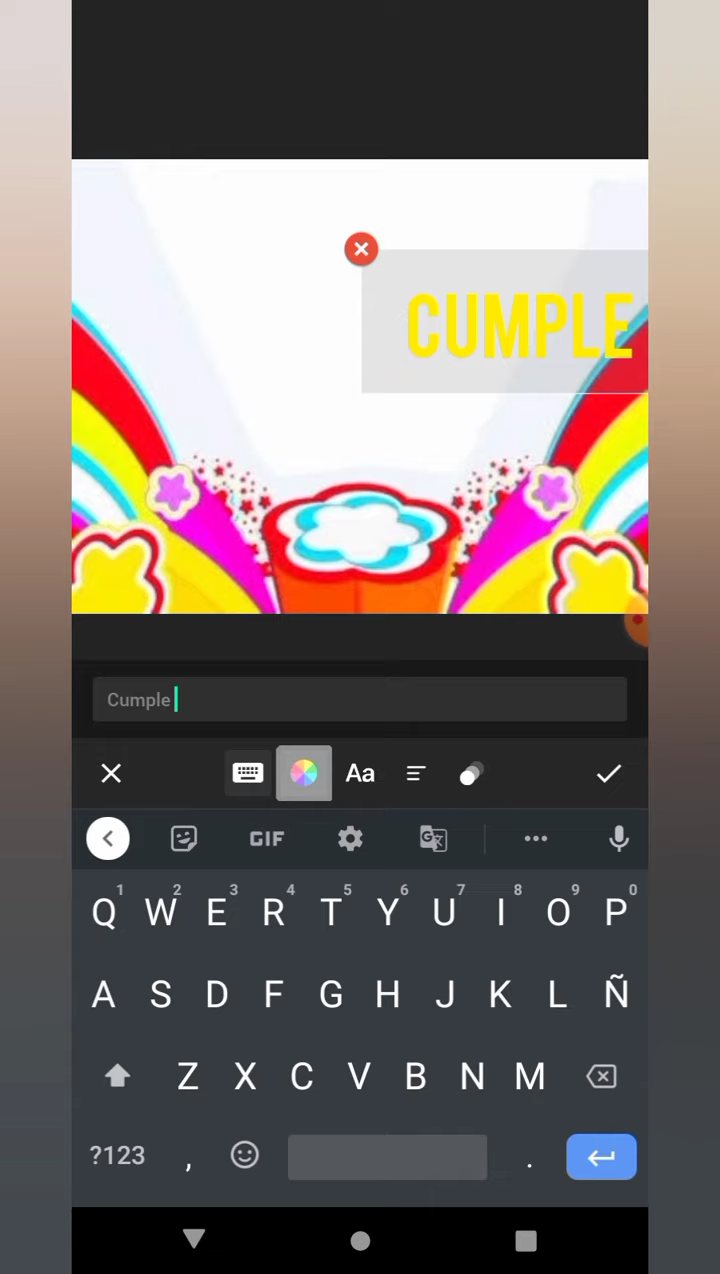 CUMPLE
Cumple
Aa
GIF
1 2 3 4 5 6 7 8 9 0
Q W E R T Y U I O P
A S D F G H J K L Ñ
Z X C V B N M
?123 , .